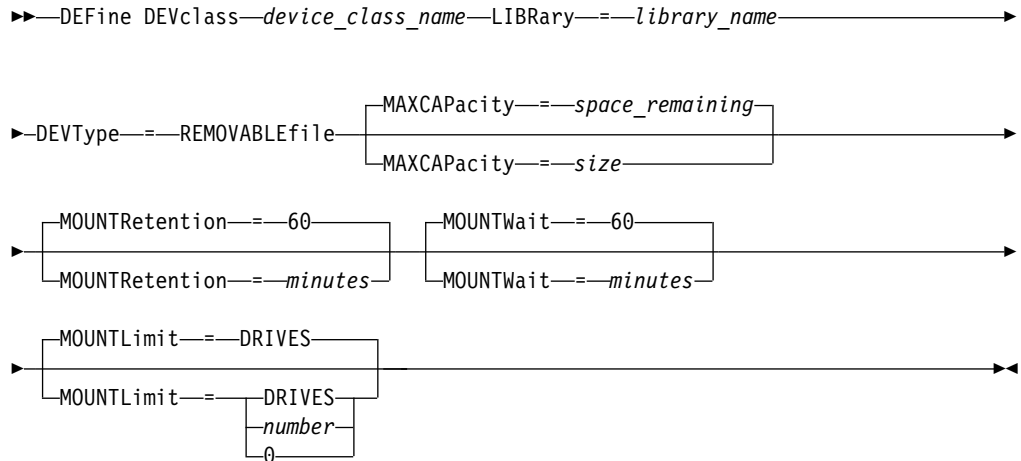 ►►—DEFine DEVclass—device_class_name—LIBRary—=—library_name—►
MAXCAPacity—=—space_remaining
►—DEVType—=—REMOVABLEfile—►
MAXCAPacity—=—size
MOUNTRetention—=—60 MOUNTWait—=—60
►—►
MOUNTRetention—=—minutes MOUNTWait—=—minutes
MOUNTLimit—=—DRIVES
►—►◄
MOUNTLimit—=—DRIVES
number
0